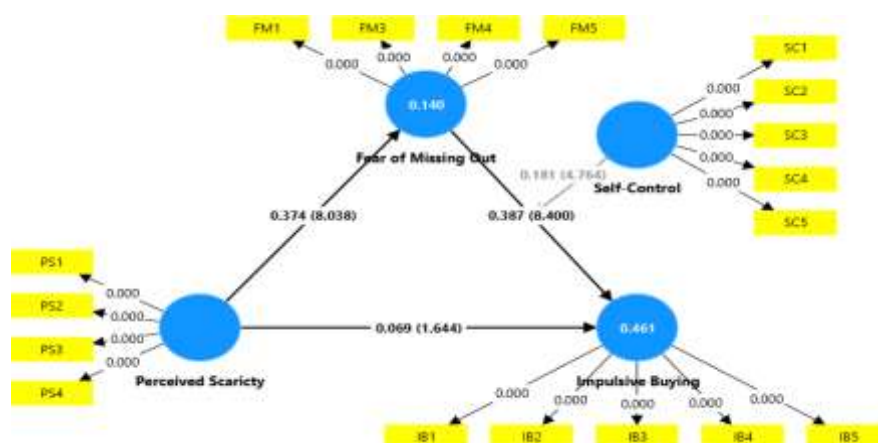 FM1
FM3
FM4
FM5
0.000
0.000
0.000
0.000
SC1
SC2
SC3
SC4
SC5
0.000
0.000
0.000
0.000
0.000
0.140
Fear of Missing Out
0.181 (4.764)
Self-Control
0.374 (8.038)
0.387 (8.400)
PS1
PS2
PS3
PS4
0.000
0.000
0.000
0.000
0.069 (1.644)
0.461
Perceived Scaricty
Impulsive Buying
0.000
0.000
0.000
0.000
0.000
IB1
IB2
IB3
IB4
IB5